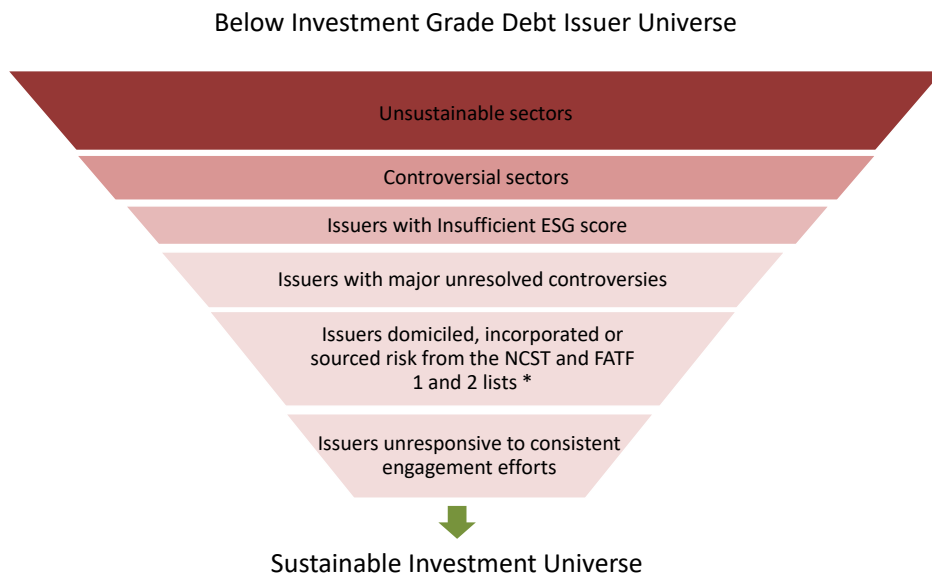 Below Investment Grade Debt Issuer Universe
Unsustainable sectors
Controversial sectors
Issuers with Insufficient ESG score
Issuers with major unresolved controversies
Issuers domiciled, incorporated or
sourced risk from the NCST and FATF
1 and 2 lists *
Issuers unresponsive to consistent
engagement efforts
Sustainable Investment Universe